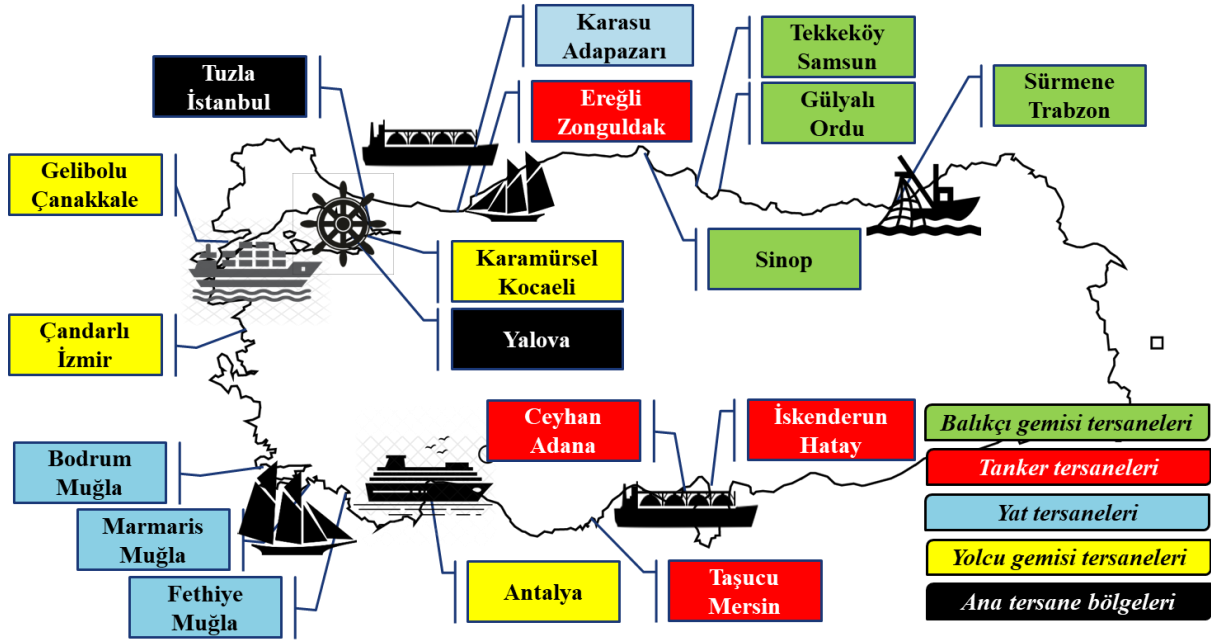 Karasu
Adapazarı
Tekkeköy
Samsun
Tuzla
İstanbul
Ereğli
Zonguldak
Gülyalı
Ordu
Sürmene
Trabzon
Gelibolu
Çanakkale
Karamürsel
Kocaeli
Sinop
Çandarlı
İzmir
Yalova
Ceyhan
Adana
İskenderun
Hatay
Balıkçı gemisi tersaneleri
Tanker tersaneleri
Yat tersaneleri
Yolcu gemisi tersaneleri
Ana tersane bölgeleri
Bodrum
Muğla
Marmaris
Muğla
Fethiye
Muğla
Antalya
Taşucu
Mersin